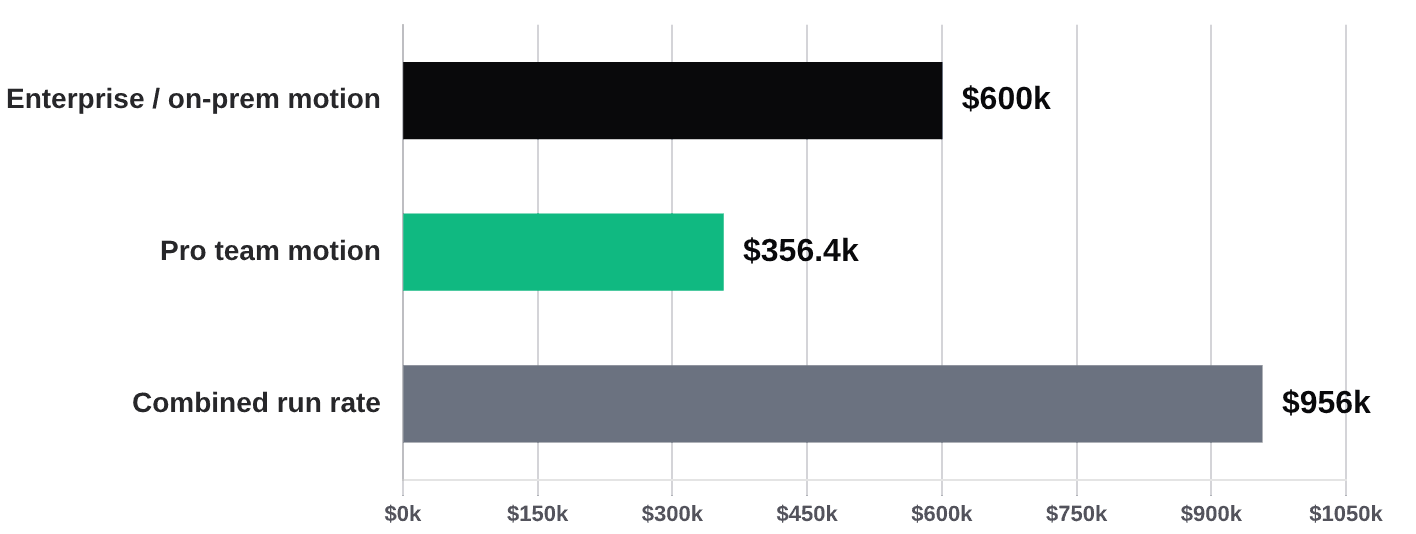 Enterprise / on-prem motion
$600k
Pro team motion
$356.4k
Combined run rate
$956k
$0k $150k $300k $450k $600k $750k $900k $1050k